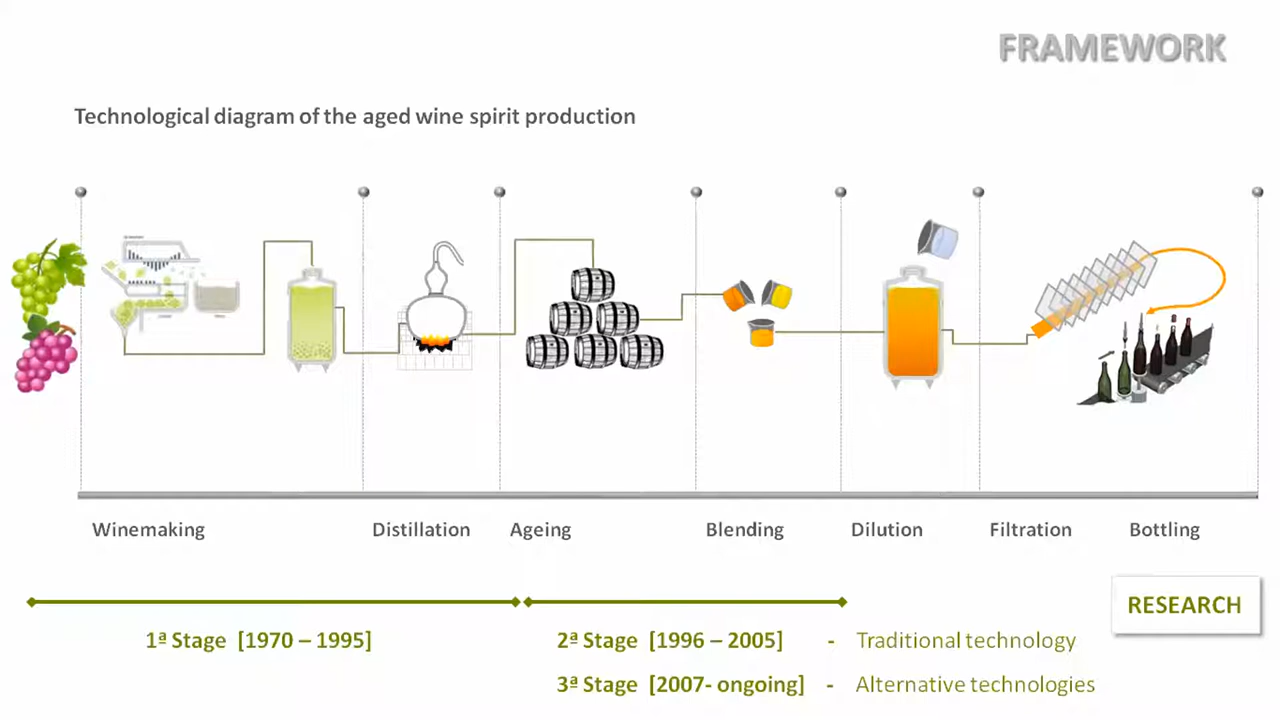 FRAMEWORK
Technological diagram of the aged wine spirit production
Winemaking Distillation Ageing Blending Dilution Filtration Bottling
RESEARCH
1ª Stage [1970 – 1995] 2ª Stage [1996 – 2005] - Traditional technology
3ª Stage [2007- ongoing] - Alternative technologies